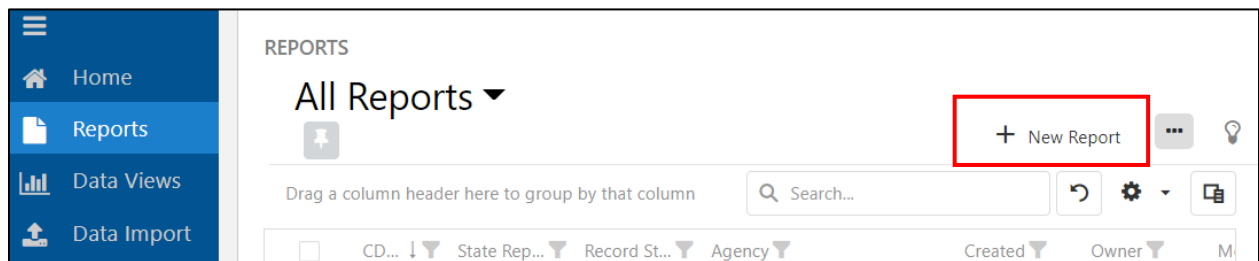 REPORTS
Home
All Reports
Reports
+ New Report
Data Views
Drag a column header here to group by that column
Search...
Data Import
CD... State Rep... Record St... Agency Created Owner